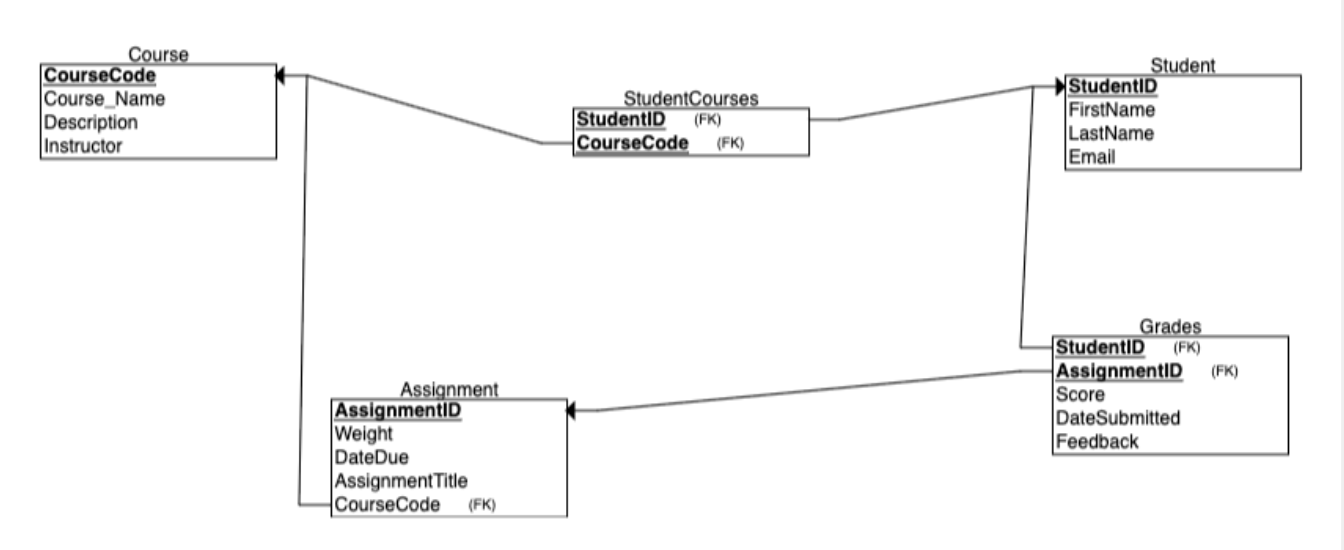 Course
CourseCode
Course_Name
Description
Instructor
StudentCourses
StudentID (FK)
CourseCode (FK)
Student
StudentID
FirstName
LastName
Email
Assignment
AssignmentID
Weight
DateDue
AssignmentTitle
CourseCode (FK)
Grades
StudentID (FK)
AssignmentID (FK)
Score
DateSubmitted
Feedback